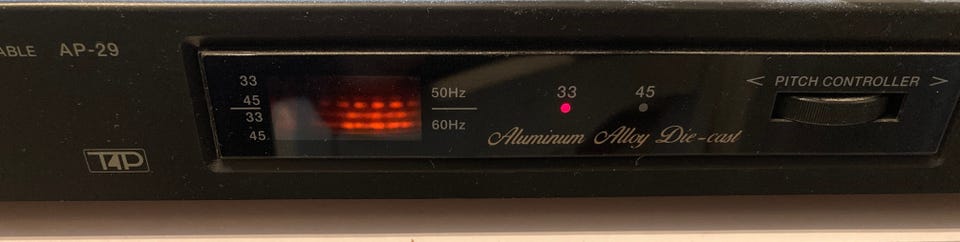 ABLE AP-29
T4P
33
45
33
45
50Hz
60Hz
33 45
Aluminum Alloy Die-cast
< PITCH CONTROLLER >